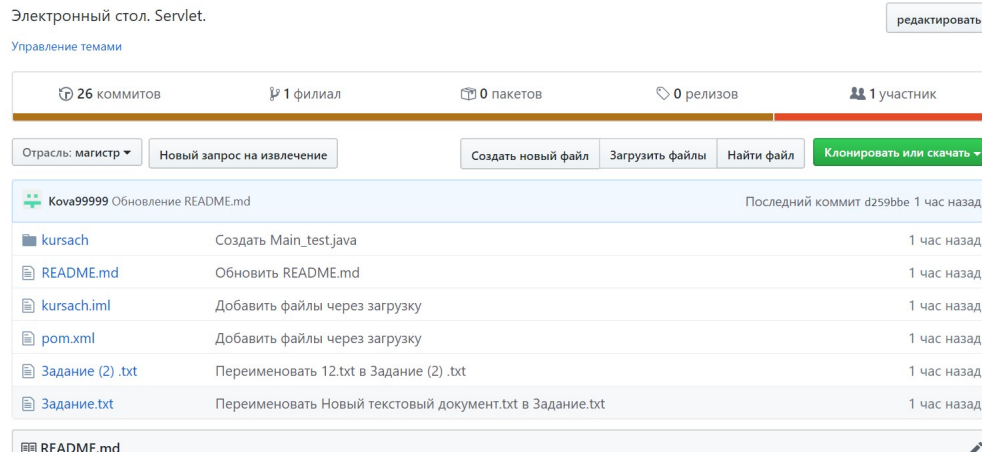 Электронный стол. Servlet.
редактировать
Управление темами
26 коммитов 1 филиал 0 пакетов 0 релизов 1 участник
Отрасль: магистр Новый запрос на извлечение Создать новый файл Загрузить файлы Найти файл Клонировать или скачать
Kova99999 Обновление README.md Последний коммит d259bbe 1 час назад
kursach Создать Main_test.java 1 час назад
README.md Обновить README.md 1 час назад
kursach.iml Добавить файлы через загрузку 1 час назад
pom.xml Добавить файлы через загрузку 1 час назад
Задание (2) .txt Переименовать 12.txt в Задание (2) .txt 1 час назад
Задание.txt Переименовать Новый текстовый документ.txt в Задание.txt 1 час назад
README.md